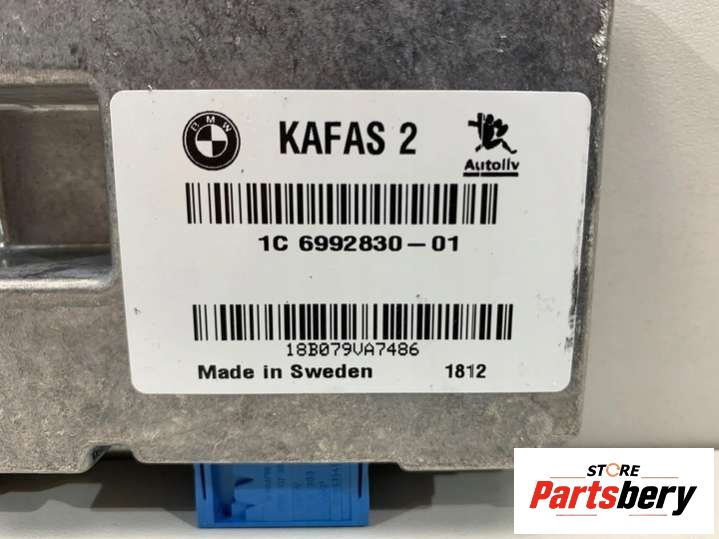 BMW
KAFAS 2
Autoliv
1C 6992830-01
18B079VA7486
Made in Sweden 1812
STORE
Partsbery